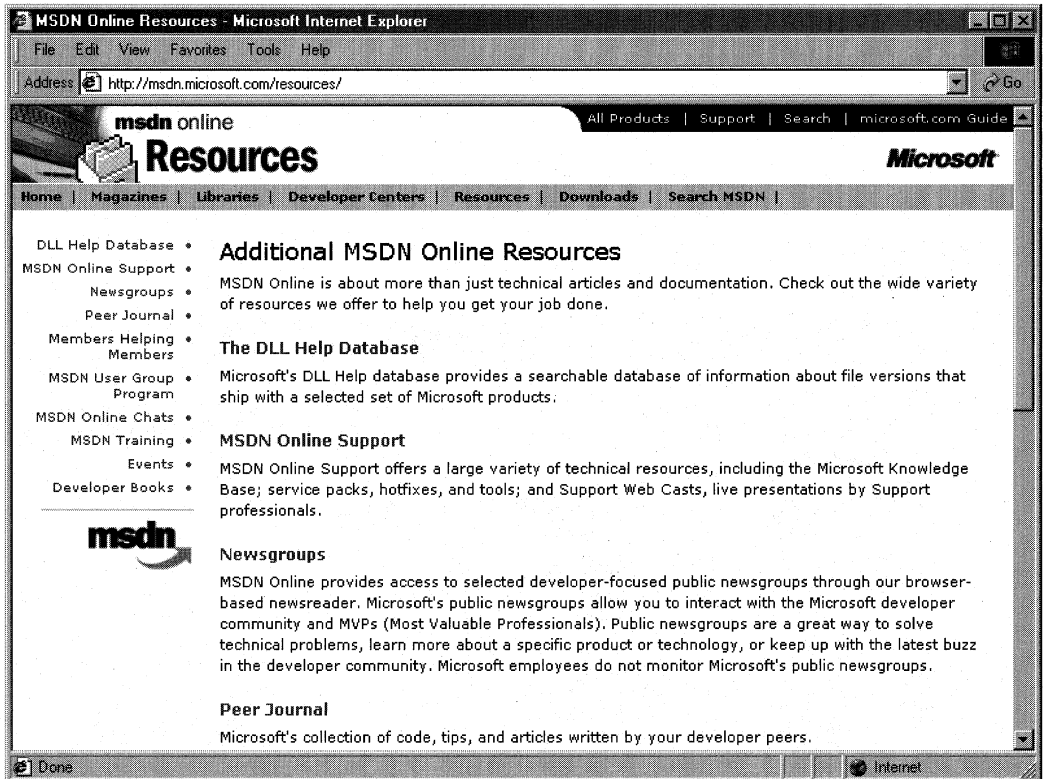 MSDN Online Resources - Microsoft Internet Explorer
File Edit View Favorites Tools Help
Address http://msdn.microsoft.com/resources/ Go
All Products | Support | Search | microsoft.com Guide
msdn online
Resources
Microsoft
Home | Magazines | Libraries | Developer Centers | Resources | Downloads | Search MSDN |
DLL Help Database •
MSDN Online Support •
Newsgroups •
Peer Journal •
Members Helping •
Members
MSDN User Group •
Program
MSDN Online Chats •
MSDN Training •
Events •
Developer Books •
msdn
Additional MSDN Online Resources
MSDN Online is about more than just technical articles and documentation. Check out the wide variety
of resources we offer to help you get your job done.
The DLL Help Database
Microsoft's DLL Help database provides a searchable database of information about file versions that
ship with a selected set of Microsoft products.
MSDN Online Support
MSDN Online Support offers a large variety of technical resources, including the Microsoft Knowledge
Base; service packs, hotfixes, and tools; and Support Web Casts, live presentations by Support
professionals.
Newsgroups
MSDN Online provides access to selected developer-focused public newsgroups through our browser-
based newsreader. Microsoft's public newsgroups allow you to interact with the Microsoft developer
community and MVPs (Most Valuable Professionals). Public newsgroups are a great way to solve
technical problems, learn more about a specific product or technology, or keep up with the latest buzz
in the developer community. Microsoft employees do not monitor Microsoft's public newsgroups.
Peer Journal
Microsoft's collection of code, tips, and articles written by your developer peers.
Done
Internet